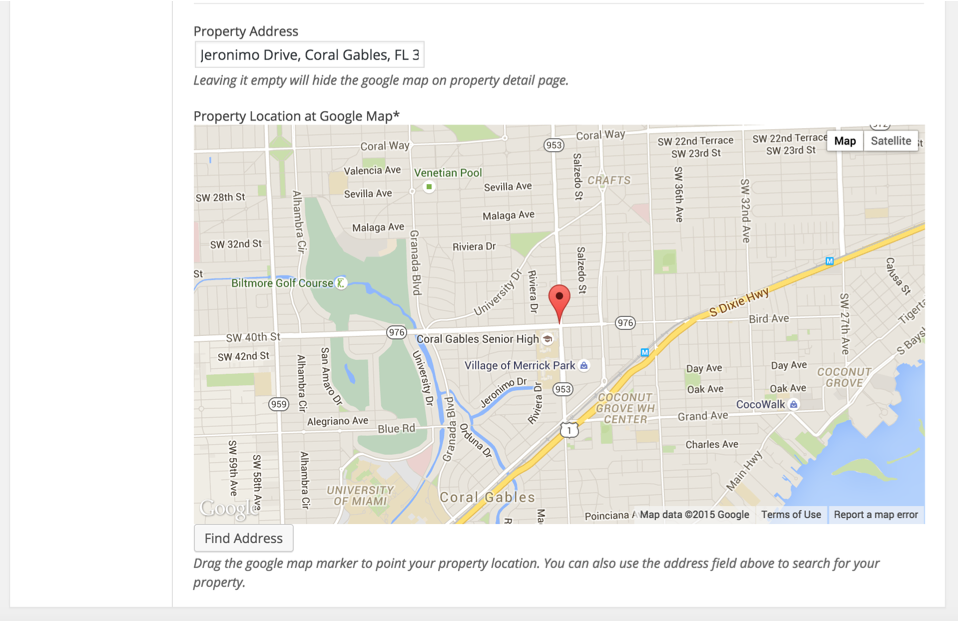 Property Address
Jeronimo Drive, Coral Gables, FL 3
Leaving it empty will hide the google map on property detail page.
Property Location at Google Map*
Coral Way
953
Coral Way
SW 22nd Terrace
SW 23rd St
SW 22nd Terrace
SW 23rd St
Map
Satellite
Valencia Ave
Venetian Pool
Salzedo St
CRAFTS
SW 36th Ave
SW 32nd Ave
SW 28th St
Sevilla Ave
Sevilla Ave
Alhambra Cir
Malaga Ave
Malaga Ave
SW 32nd St
Granada Blvd
Riviera Dr
Salzedo St
St
Biltmore Golf Course
University Dr
Riviera Dr
M
Calusa St
S Dixie Hwy
SW 27th Ave
SW 40th St
976
976
Bird Ave
Coral Gables Senior High
SW 42nd St
Alhambra Cir
San Amaro Dr
University Dr
Village of Merrick Park
M
Day Ave
Day Ave
COCONUT
GROVE
Jeronimo Dr
Riviera Dr
953
Oak Ave
Oak Ave
959
Granada Blvd
COCONUT
GROVE WH
CENTER
CocoWalk
Alegriano Ave
Blue Rd
Orduna Dr
1
Grand Ave
Charles Ave
SW 59th Ave
SW 58th Ave
Alhambra Cir
Main Hwy
UNIVERSITY
OF MIAMI
Coral Gables
Google
Poinciana A
Map data ©2015 Google
Terms of Use
Report a map error
Find Address
Drag the google map marker to point your property location. You can also use the address field above to search for your
property.